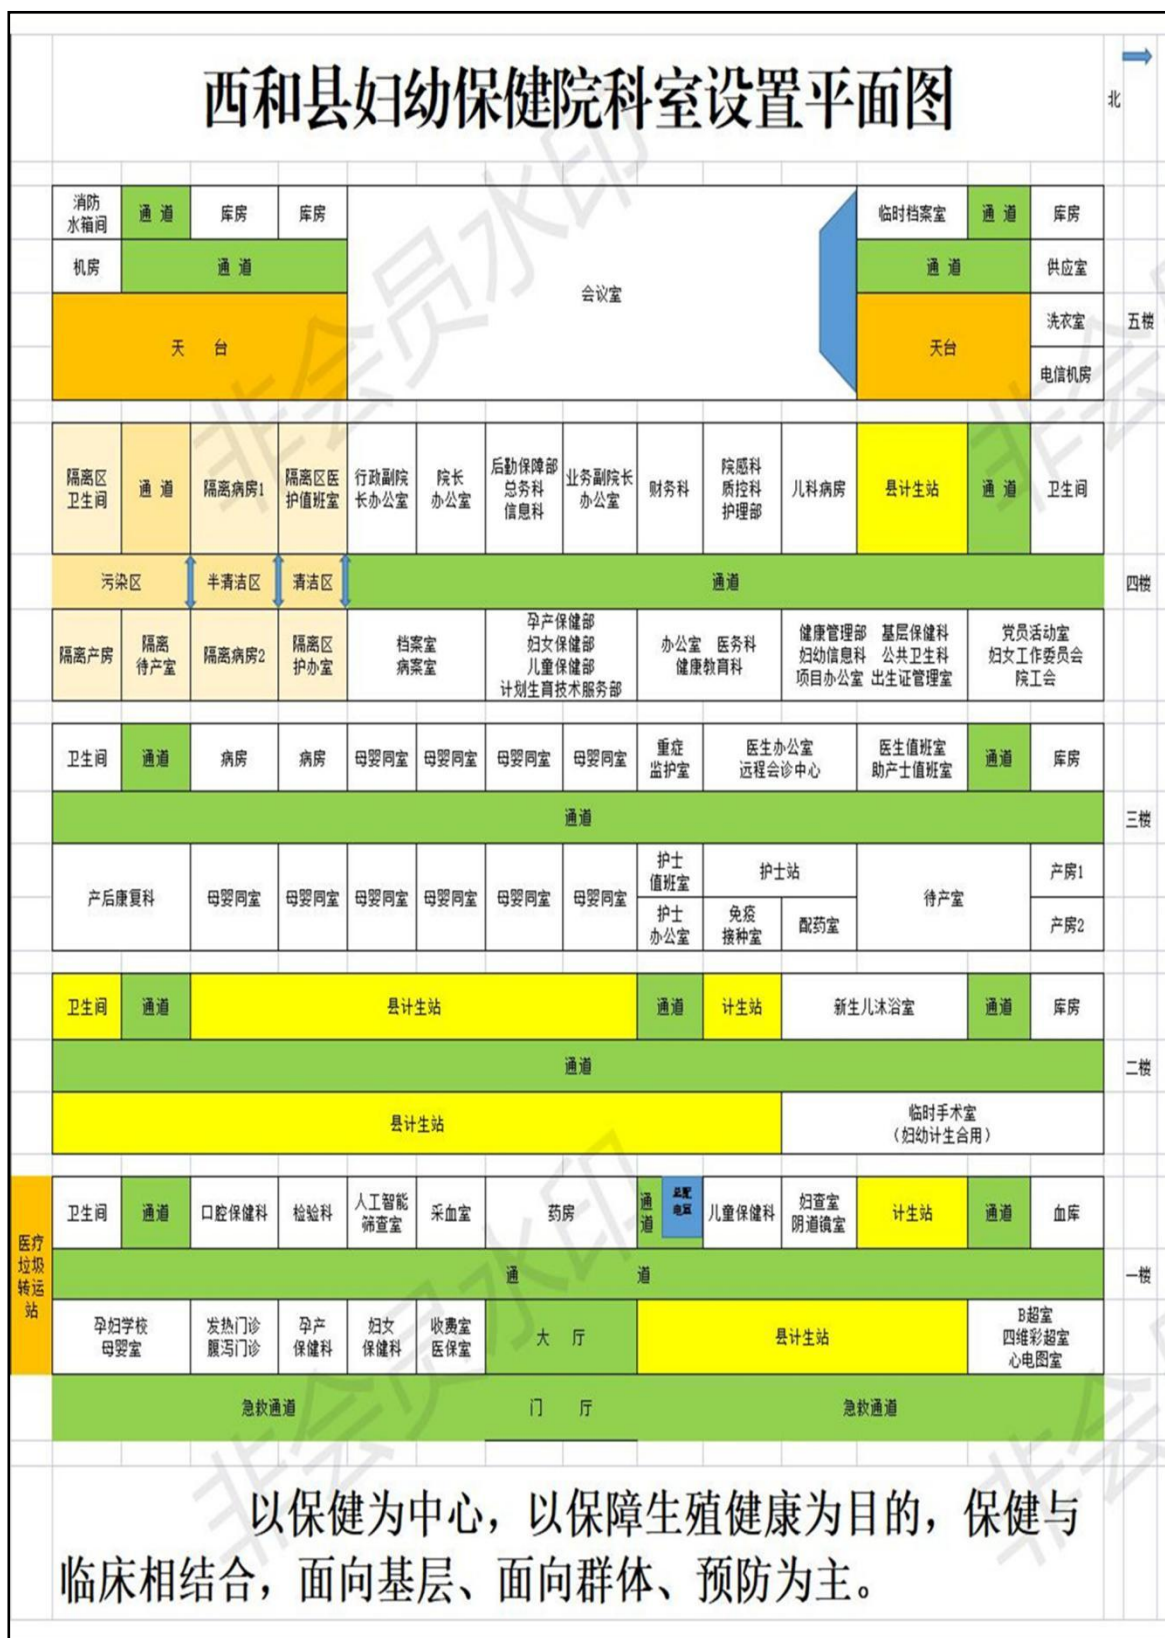 西和县妇幼保健院科室设置平面图
北
消防
水箱间
通道
库房
库房
临时档案室
通道
库房
机房
通道
会议室
通道
供应室
天台
天台
洗衣室
五楼
电信机房
隔离区
卫生间
通道
隔离病房1
隔离区医
护值班室
行政副院
长办公室
院长
办公室
后勤保障部
总务科
信息科
业务副院长
办公室
财务科
院感科
质控科
护理部
儿科病房
县计生站
通道
卫生间
污染区
半清洁区
清洁区
通道
四楼
隔离产房
隔离
待产室
隔离病房2
隔离区
护办室
档案室
病案室
孕产保健部
妇女保健部
儿童保健部
计划生育技术服务部
办公室 医务科
健康教育科
健康管理部 基层保健科
妇幼信息科 公共卫生科
项目办公室 出生证管理室
党员活动室
妇女工作委员会
院工会
卫生间
通道
病房
病房
母婴同室
母婴同室
母婴同室
母婴同室
重症
监护室
医生办公室
远程会诊中心
医生值班室
助产士值班室
通道
库房
通道
三楼
产后康复科
母婴同室
母婴同室
母婴同室
母婴同室
母婴同室
母婴同室
护士
值班室
护士站
待产室
产房1
护士
办公室
免疫
接种室
配药室
产房2
卫生间
通道
县计生站
通道
计生站
新生儿沐浴室
通道
库房
通道
二楼
县计生站
临时手术室
（妇幼计生合用）
医疗
垃圾
转运
站
卫生间
通道
口腔保健科
检验科
人工智能
筛查室
采血室
药房
通
道
总配
电室
儿童保健科
妇查室
阴道镜室
计生站
通道
血库
通道
一楼
孕妇学校
母婴室
发热门诊
腹泻门诊
孕产
保健科
妇女
保健科
收费室
医保室
大厅
县计生站
B超室
四维彩超室
心电图室
急救通道
门厅
急救通道
以保健为中心，以保障生殖健康为目的，保健与
临床相结合，面向基层、面向群体、预防为主。
非会员水印
非会员水印